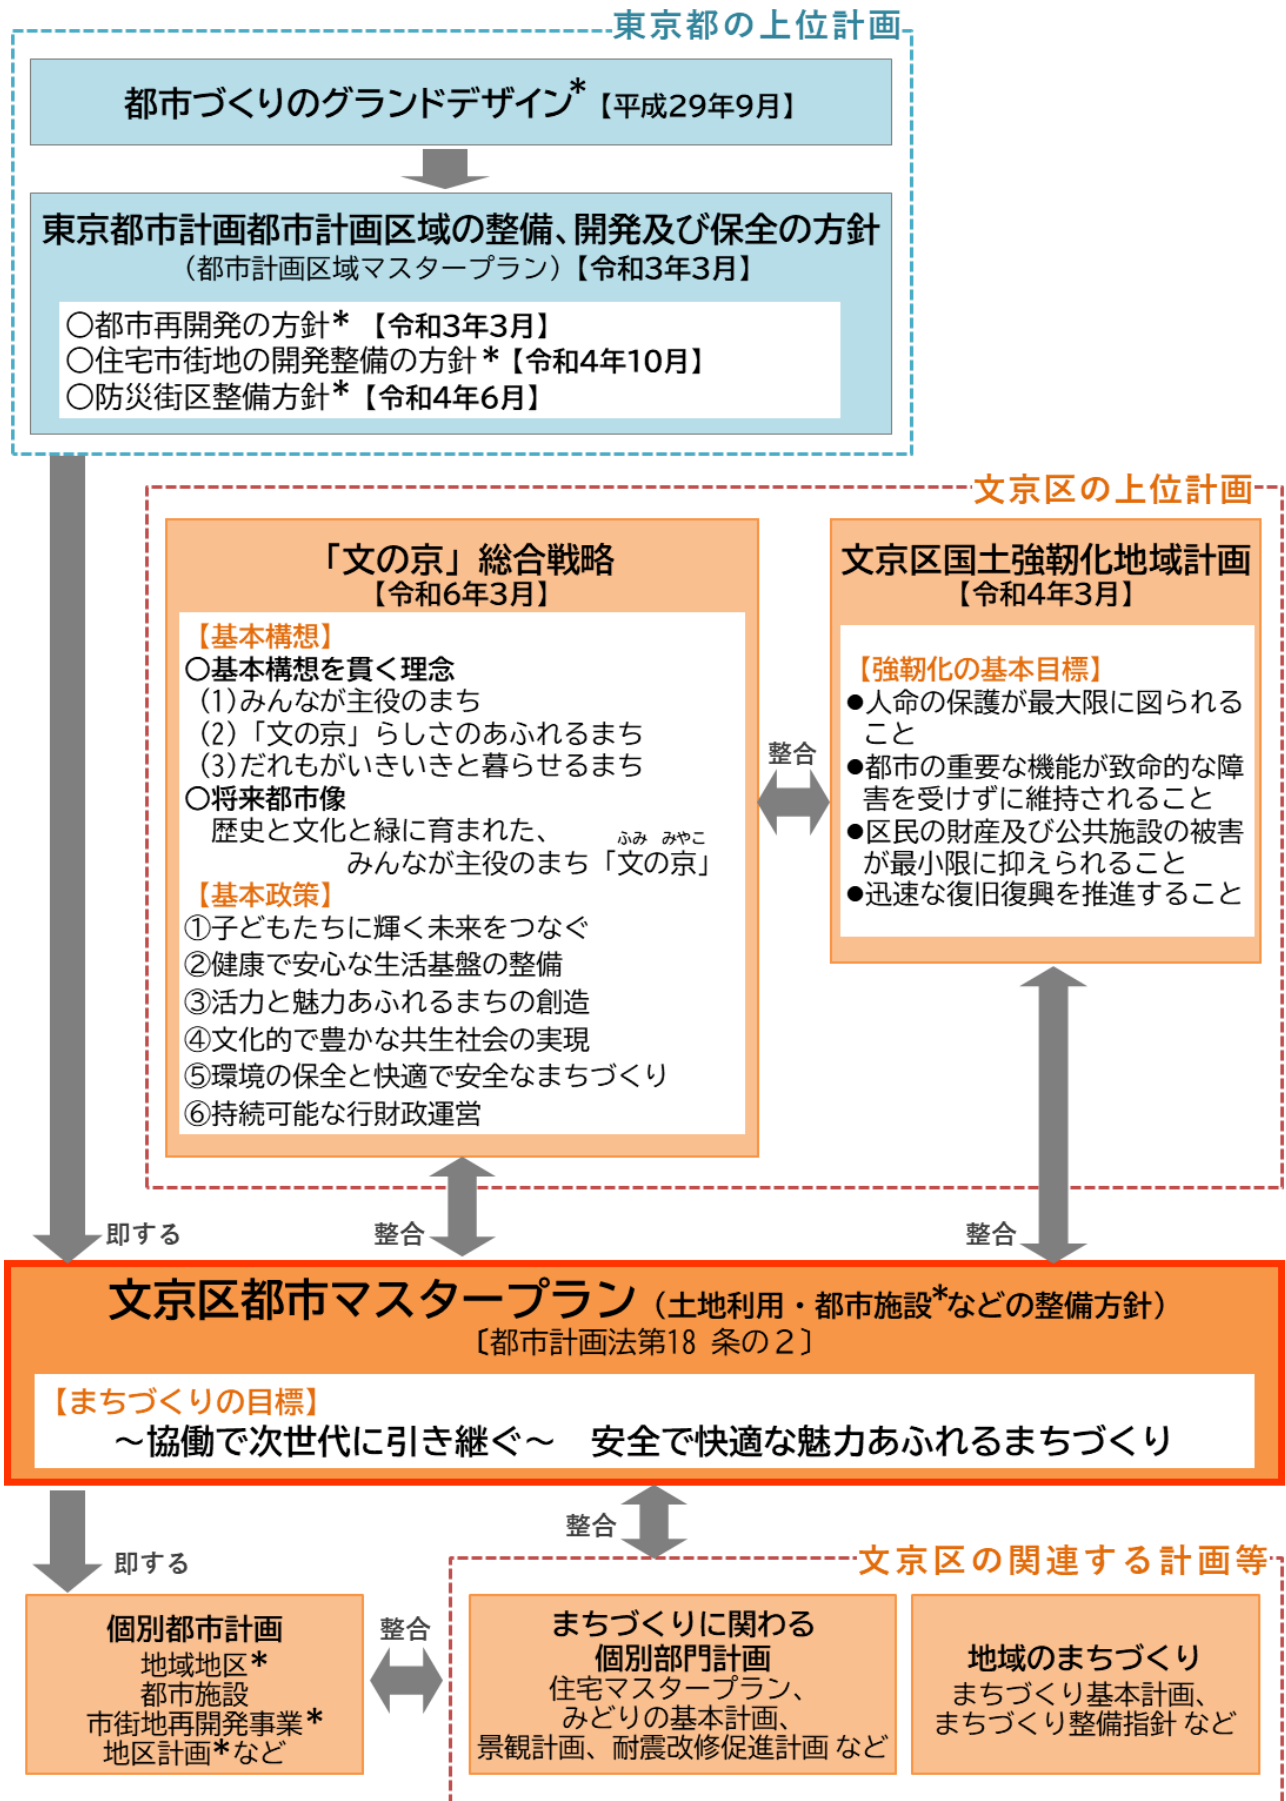 東京都の上位計画
都市づくりのグランドデザイン*【平成29年9月】
東京都市計画都市計画区域の整備、開発及び保全の方針
（都市計画区域マスタープラン）【令和3年3月】
○都市再開発の方針* 【令和3年3月】
○住宅市街地の開発整備の方針*【令和4年10月】
○防災街区整備方針*【令和4年6月】
文京区の上位計画
「文の京」総合戦略
【令和6年3月】
【基本構想】
○基本構想を貫く理念
(1)みんなが主役のまち
(2)「文の京」らしさのあふれるまち
(3)だれもがいきいきと暮らせるまち
○将来都市像
歴史と文化と緑に育まれた、
ふみ みやこ
みんなが主役のまち「文の京」
【基本政策】
①子どもたちに輝く未来をつなぐ
②健康で安心な生活基盤の整備
③活力と魅力あふれるまちの創造
④文化的で豊かな共生社会の実現
⑤環境の保全と快適で安全なまちづくり
⑥持続可能な行財政運営
整合
文京区国土強靭化地域計画
【令和4年3月】
【強靭化の基本目標】
●人命の保護が最大限に図られる
こと
●都市の重要な機能が致命的な障
害を受けずに維持されること
●区民の財産及び公共施設の被害
が最小限に抑えられること
●迅速な復旧復興を推進すること
即する
整合
整合
文京区都市マスタープラン（土地利用・都市施設*などの整備方針）
〔都市計画法第18 条の２〕
【まちづくりの目標】
～協働で次世代に引き継ぐ～　安全で快適な魅力あふれるまちづくり
即する
整合
文京区の関連する計画等
個別都市計画
地域地区*
都市施設
市街地再開発事業*
地区計画*など
整合
まちづくりに関わる
個別部門計画
住宅マスタープラン、
みどりの基本計画、
景観計画、耐震改修促進計画 など
地域のまちづくり
まちづくり基本計画、
まちづくり整備指針 など